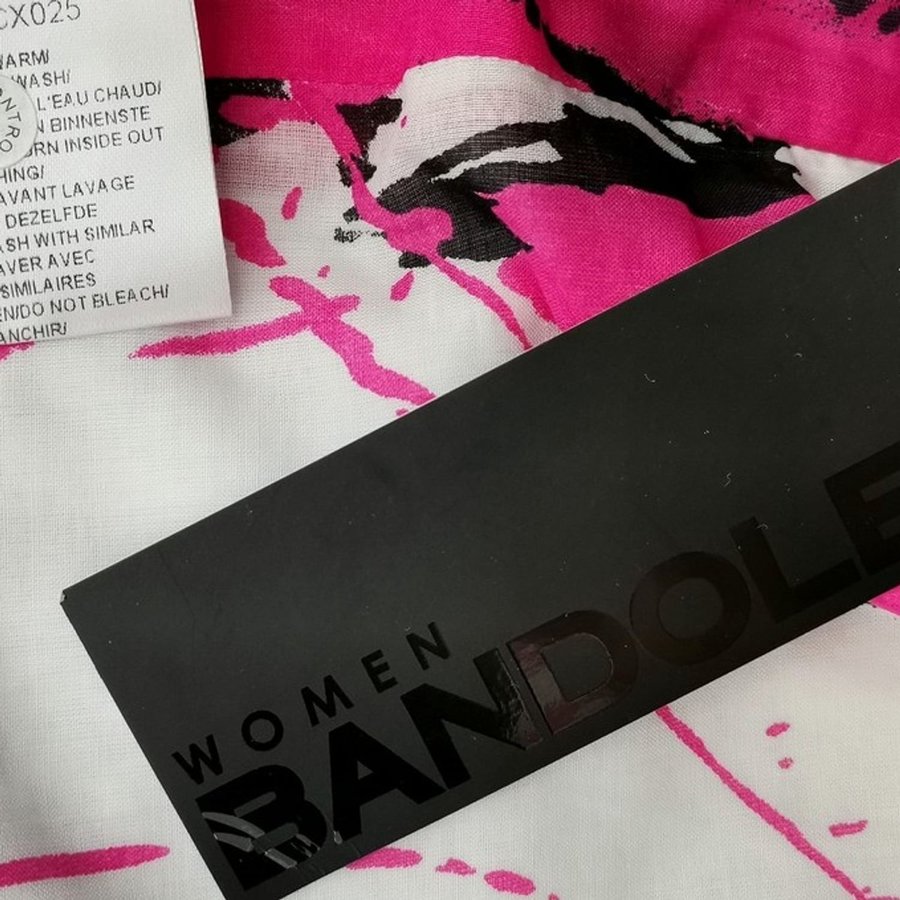 CX025
WARM/
WASH/
L'EAU CHAUD/
N BINNENSTE
URN INSIDE OUT
HING/
AVANT LAVAGE
DEZELFDE
ASH WITH SIMILAR
AVER AVEC
SIMILAIRES
EN/DO NOT BLEACH/
ANCHIR/
NTRO
WOMEN
BANDOLE